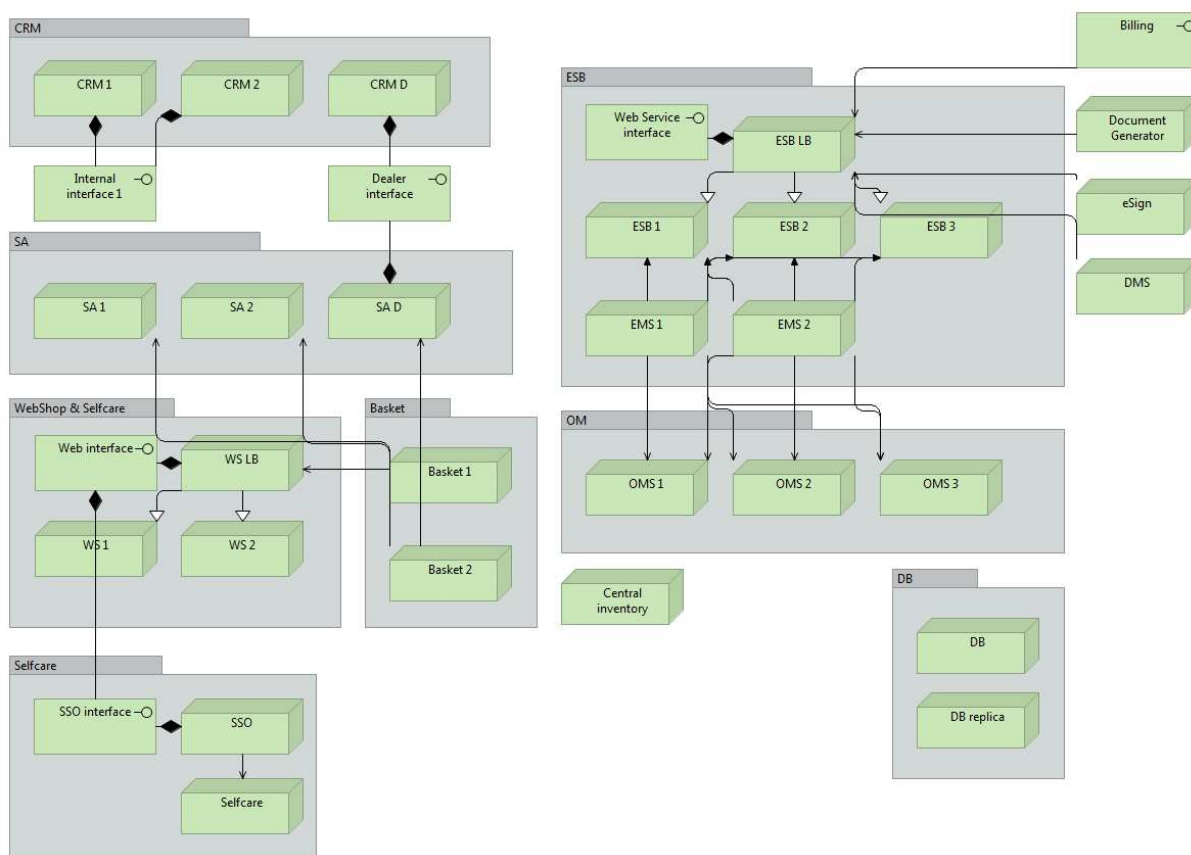 CRM
CRM 1
CRM 2
CRM D
Internal
interface 1
Dealer
interface
SA
SA 1
SA 2
SA D
WebShop & Selfcare
Web interface
WS LB
WS 1
WS 2
Basket
Basket 1
Basket 2
Selfcare
SSO interface
SSO
Selfcare
ESB
Web Service
interface
ESB LB
ESB 1
ESB 2
ESB 3
EMS 1
EMS 2
Billing
Document
Generator
eSign
DMS
OM
OMS 1
OMS 2
OMS 3
Central
inventory
DB
DB
DB replica